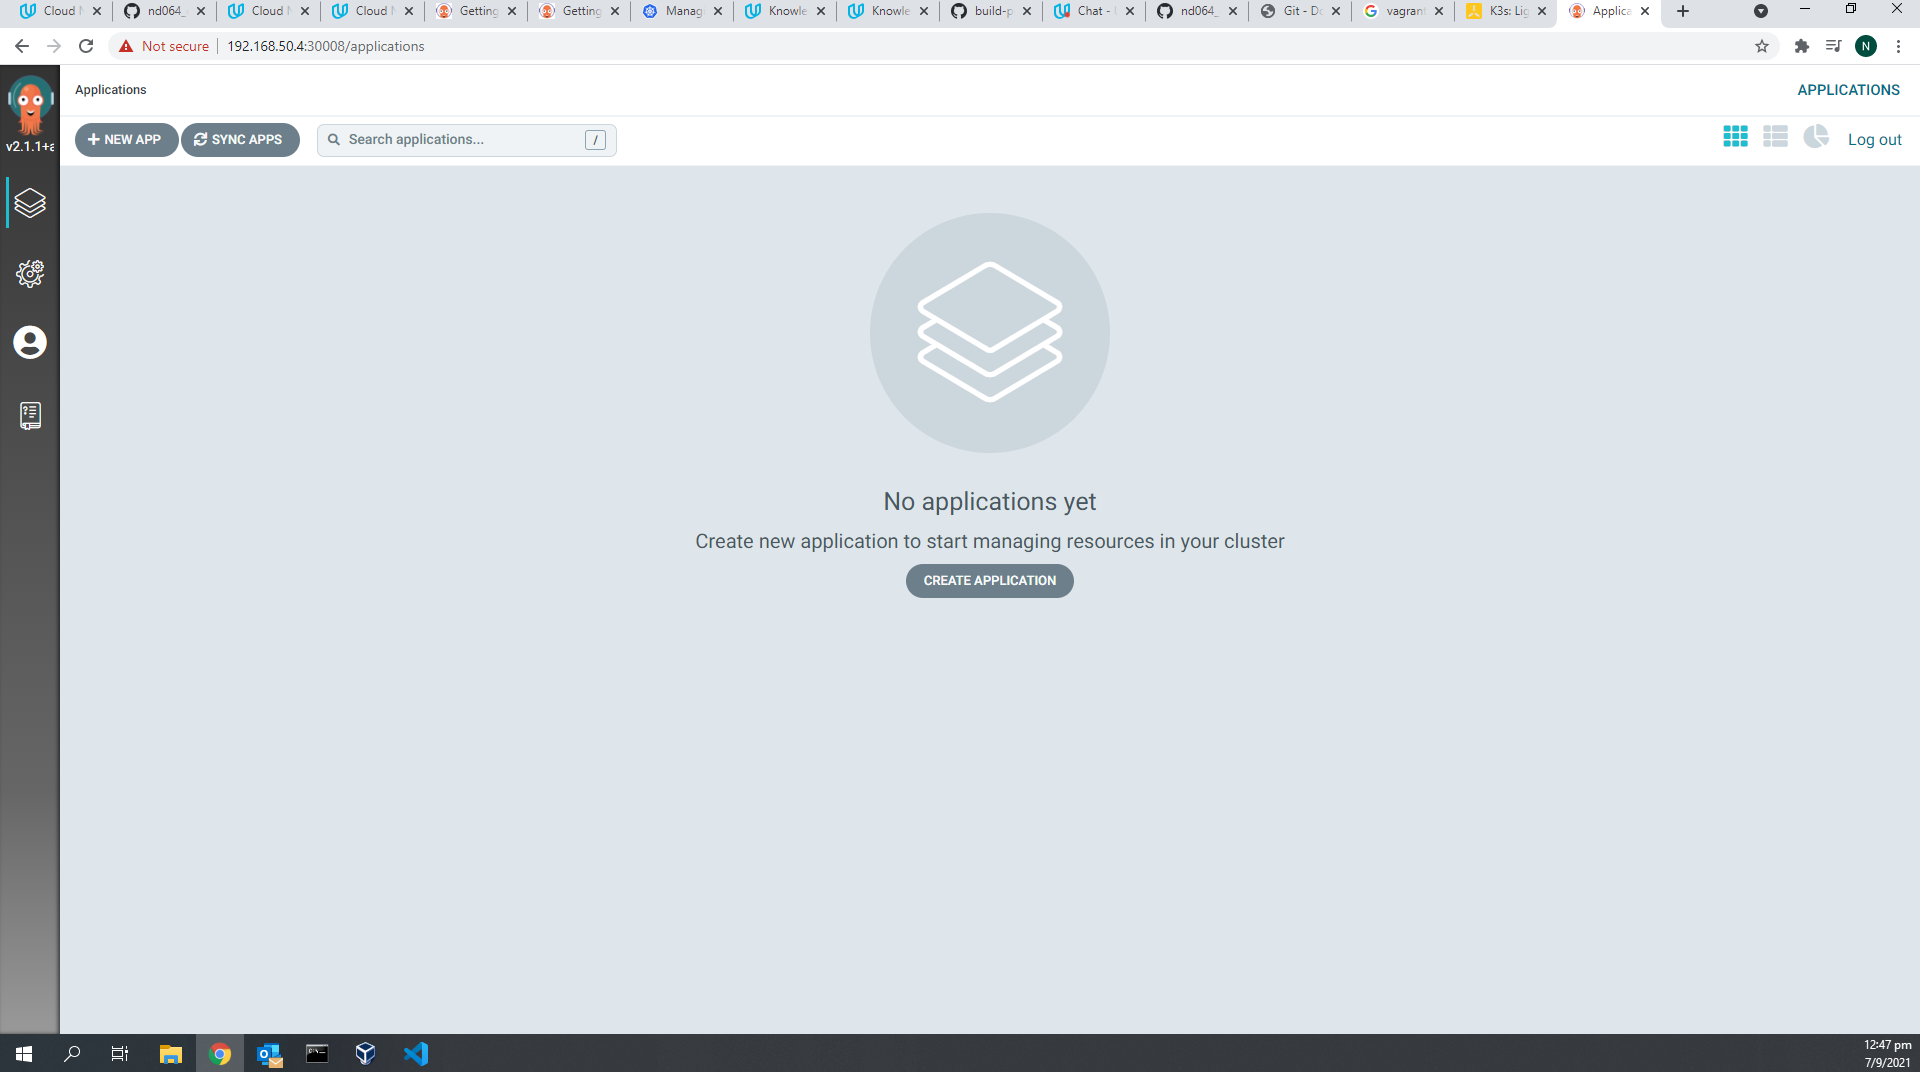 Cloud N
nd064_
Cloud N
Cloud N
Getting
Getting
Manag
Knowle
Knowle
build-p
Chat -
nd064_
Git - Do
vagrant
K3s: Lig
Applica
Not secure
192.168.50.4:30008/applications
N
Applications
APPLICATIONS
v2.1.1+a
NEW APP
SYNC APPS
Search applications...
/
Log out
No applications yet
Create new application to start managing resources in your cluster
CREATE APPLICATION
12:47 pm
7/9/2021